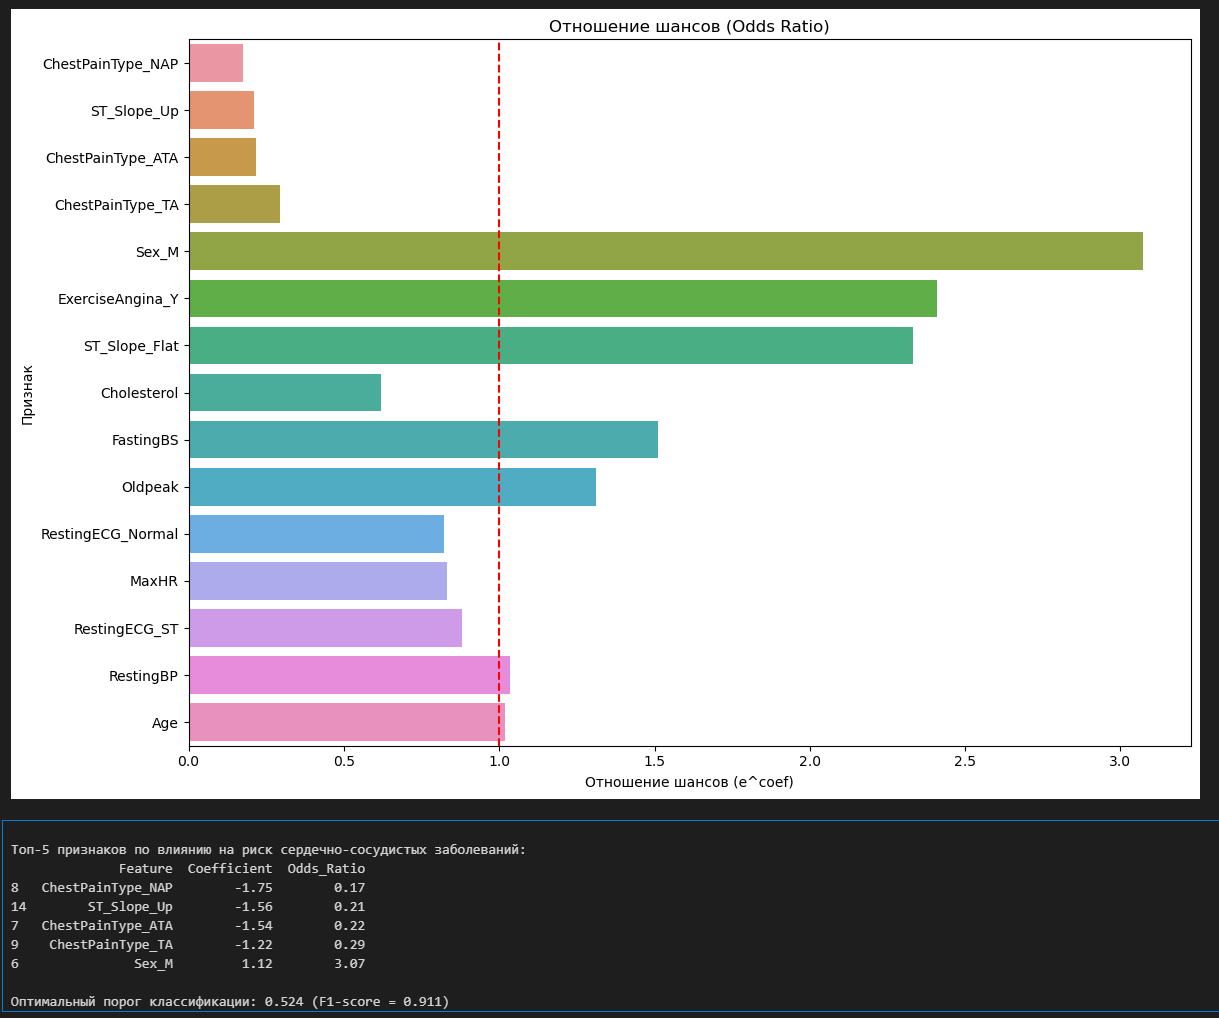 Отношение шансов (Odds Ratio)
ChestPainType_NAP
ST_Slope_Up
ChestPainType_ATA
ChestPainType_TA
Sex_M
ExerciseAngina_Y
ST_Slope_Flat
Cholesterol
FastingBS
Oldpeak
RestingECG_Normal
MaxHR
RestingECG_ST
RestingBP
Age
Признак
0.0 0.5 1.0 1.5 2.0 2.5 3.0
Отношение шансов (e^coef)
Топ-5 признаков по влиянию на риск сердечно-сосудистых заболеваний:
Feature Coefficient Odds_Ratio
8 ChestPainType_NAP -1.75 0.17
14 ST_Slope_Up -1.56 0.21
7 ChestPainType_ATA -1.54 0.22
9 ChestPainType_TA -1.22 0.29
6 Sex_M 1.12 3.07
Оптимальный порог классификации: 0.524 (F1-score = 0.911)